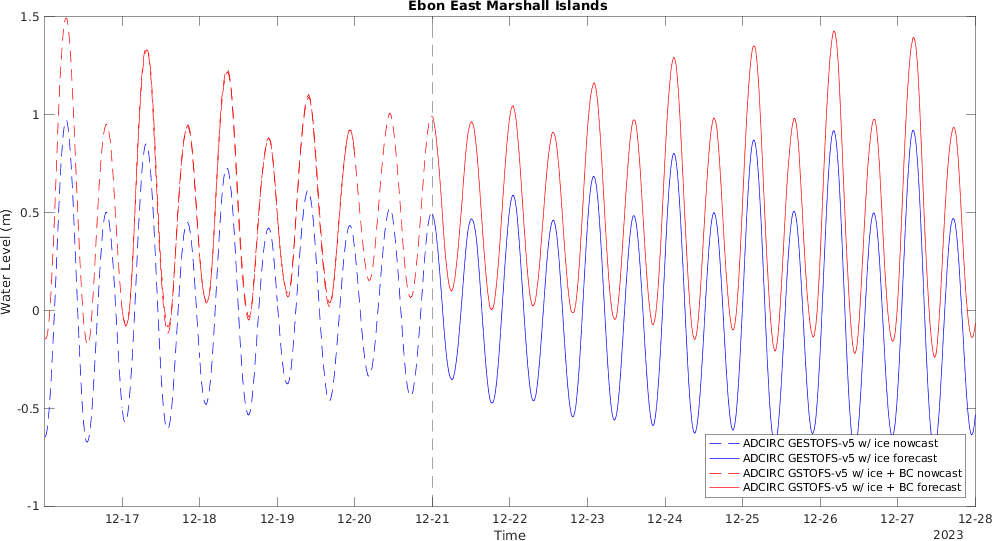 Ebon East Marshall Islands
1.5
1
0.5
0
-0.5
-1
Water Level (m)
12-17 12-18 12-19 12-20 12-21 12-22 12-23 12-24 12-25 12-26 12-27 12-28
Time
2023
ADCIRC GESTOFS-v5 w/ ice nowcast
ADCIRC GESTOFS-v5 w/ ice forecast
ADCIRC GSTOFS-v5 w/ ice + BC nowcast
ADCIRC GSTOFS-v5 w/ ice + BC forecast